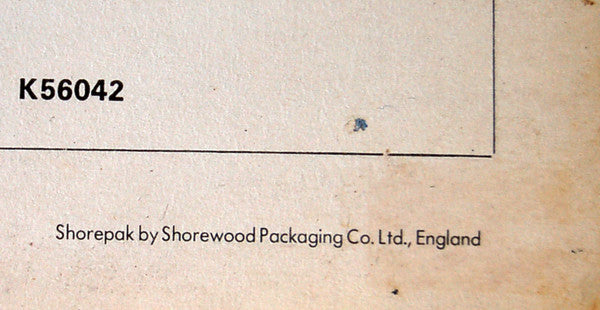 K56042
Shorepak by Shorewood Packaging Co. Ltd., England